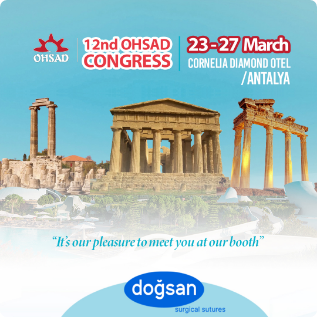 OHSAD
12nd OHSAD
CONGRESS
23-27 March
CORNELIA DIAMOND OTEL
/ANTALYA
"It's our pleasure to meet you at our booth"
doğsan
surgical sutures